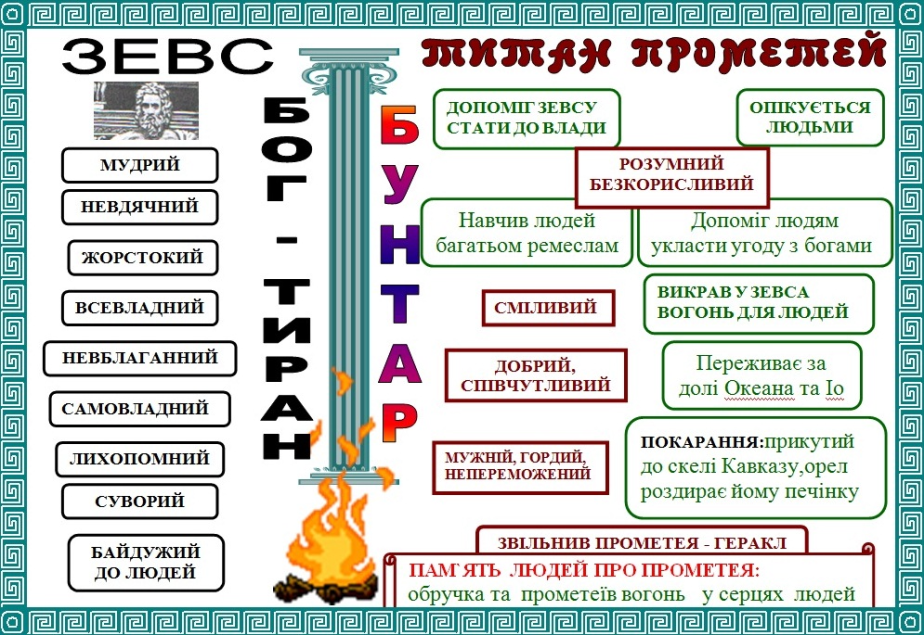 ЗЕВС
МУДРИЙ
НЕВДЯЧНИЙ
ЖОРСТОКИЙ
ВСЕВЛАДНИЙ
НЕВБЛАГАННИЙ
САМОВЛАДНИЙ
ЛИХОПОМНИЙ
СУВОРИЙ
БАЙДУЖИЙ
ДО ЛЮДЕЙ
БОГ - ТИРАН
БУНТАР
ТИТАН ПРОМЕТЕЙ
ДОПОМІГ ЗЕВСУ
СТАТИ ДО ВЛАДИ
ОПІКУЄТЬСЯ
ЛЮДЬМИ
РОЗУМНИЙ
БЕЗКОРИСЛИВИЙ
Навчив людей
багатьом ремеслам
Допоміг людям
укласти угоду з богами
СМІЛИВИЙ
ВИКРАВ У ЗЕВСА
ВОГОНЬ ДЛЯ ЛЮДЕЙ
ДОБРИЙ,
СПІВЧУТЛИВИЙ
Переживає за
долі Океана та Іо
МУЖНІЙ, ГОРДИЙ,
НЕПЕРЕМОЖЕНИЙ
ПОКАРАННЯ:прикутий
до скелі Кавказу,орел
роздирає йому печінку
ЗВІЛЬНИВ ПРОМЕТЕЯ - ГЕРАКЛ
ПАМ`ЯТЬ ЛЮДЕЙ ПРО ПРОМЕТЕЯ:
обручка та прометеїв вогонь у серцях людей